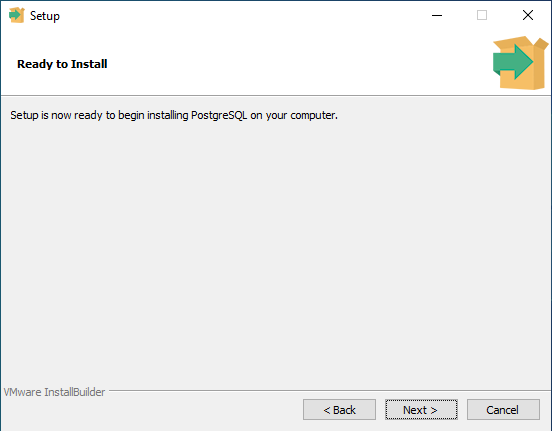 Setup
Ready to Install
Setup is now ready to begin installing PostgreSQL on your computer.
VMware InstallBuilder
< Back
Next >
Cancel